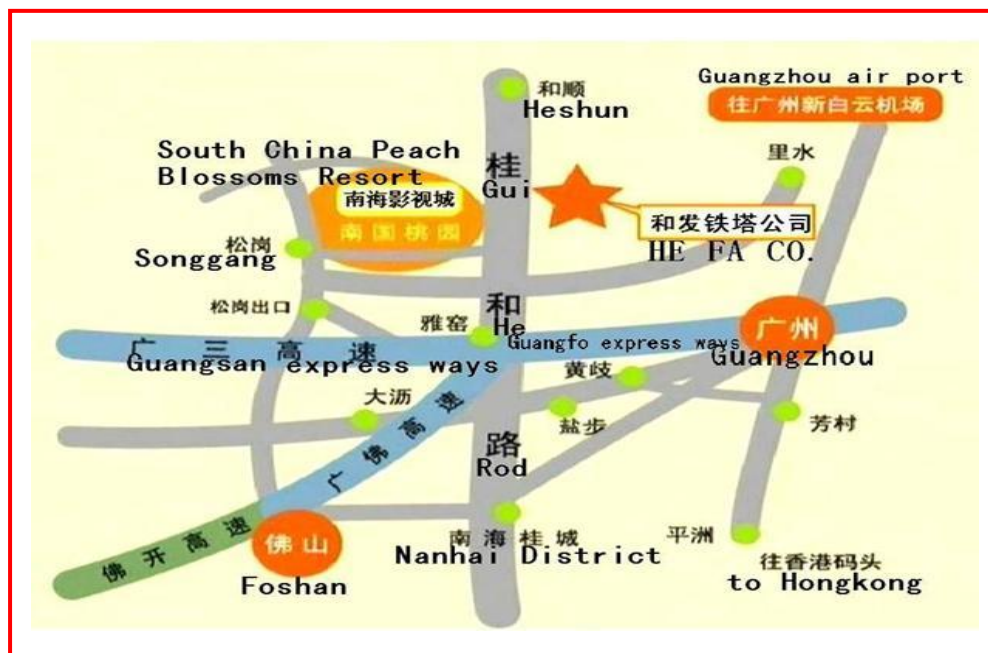 Guangzhou air port
往广州新白云机场
和顺
Heshun
South China Peach
Blossoms Resort
南海影视城
南国桃园
桂
Gui
里水
和发铁塔公司
HE FA CO.
松岗
Songgang
松岗出口
和
He
雅窑
广州
Guangzhou
广三高速
Guangsan express ways
Guangfo express ways
黄岐
大沥
盐步
芳村
广佛高速
路
Rod
佛开高速
佛山
Foshan
南海桂城
Nanhai District
平洲
往香港码头
to Hongkong